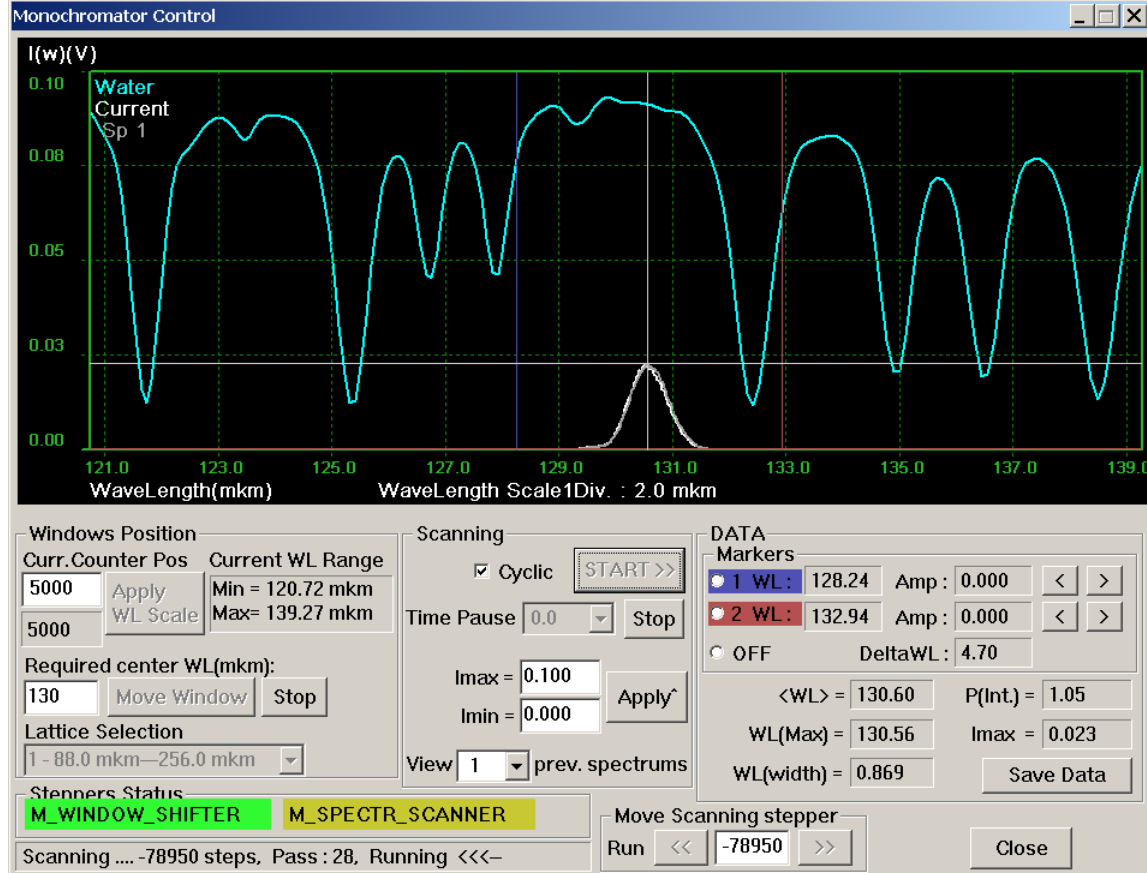 Monochromator Control
I(w)(V)
0.10
Water
Current
Sp 1
0.08
0.05
0.03
0.00
121.0 123.0 125.0 127.0 129.0 131.0 133.0 135.0 137.0 139.0
WaveLength(mkm) WaveLength Scale1Div. : 2.0 mkm
Windows Position
Curr.Counter Pos Current WL Range
5000 Apply WL Scale Min = 120.72 mkm
5000 Max= 139.27 mkm
Required center WL(mkm):
130 Move Window Stop
Lattice Selection
1 - 88.0 mkm—256.0 mkm
Scanning
Cyclic START >>
Time Pause 0.0 Stop
Imax = 0.100
Apply^
Imin = 0.000
View 1 prev. spectrums
DATA
Markers
1 WL : 128.24 Amp : 0.000 < >
2 WL : 132.94 Amp : 0.000 < >
OFF DeltaWL : 4.70
<WL> = 130.60 P(Int.) = 1.05
WL(Max) = 130.56 Imax = 0.023
WL(width) = 0.869 Save Data
Steppers Status
M_WINDOW_SHIFTER M_SPECTR_SCANNER
Scanning .... -78950 steps, Pass : 28, Running <<<–
Move Scanning stepper
Run << -78950 >>
Close